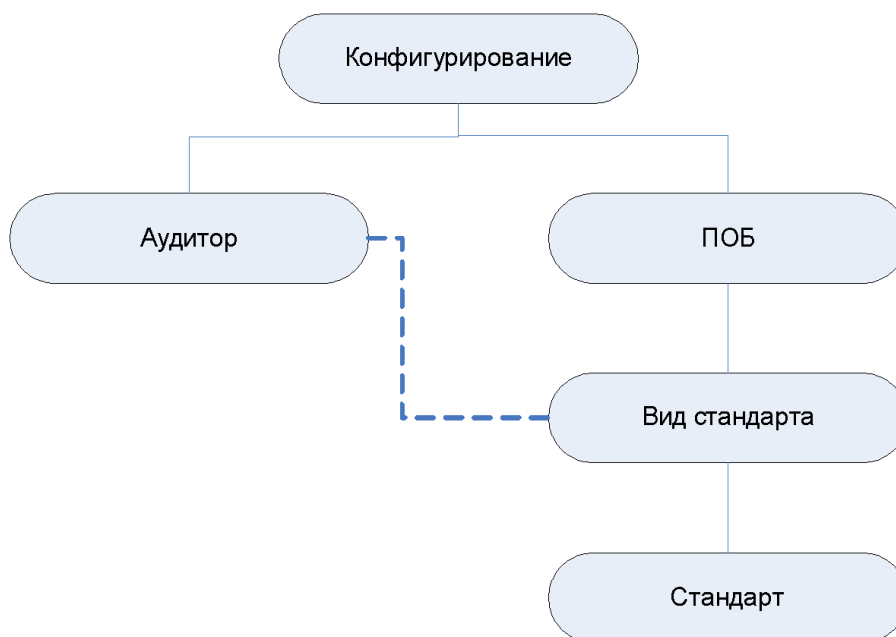 Конфигурирование
Аудитор
ПОБ
Вид стандарта
Стандарт